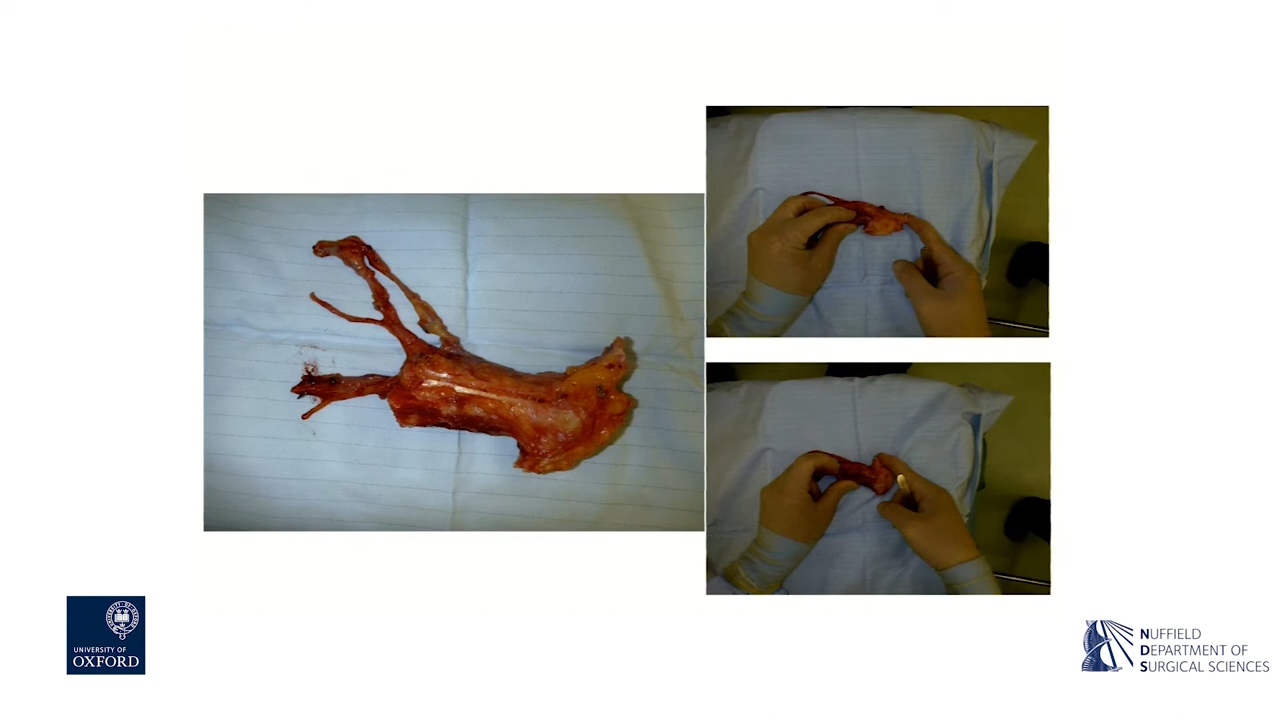 UNIVERSITY OF
OXFORD
NUFFIELD
DEPARTMENT OF
SURGICAL SCIENCES